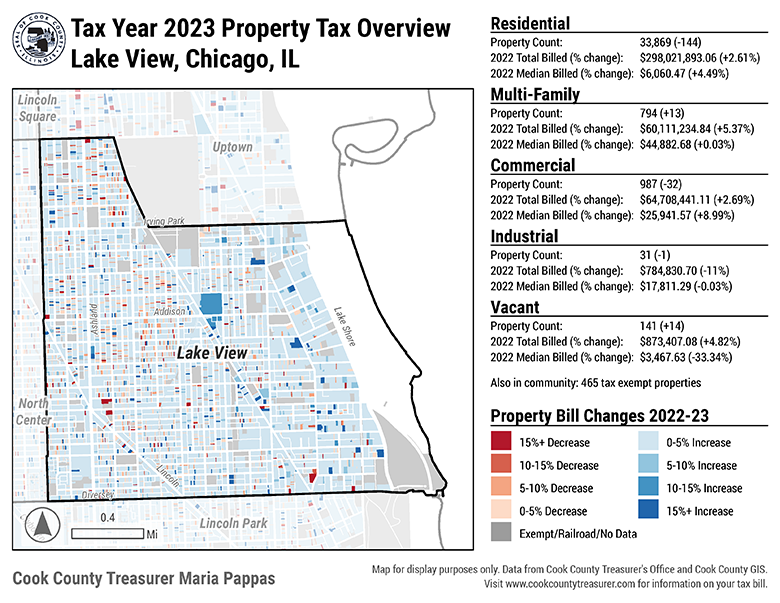 SEAL OF COOK COUNTY
ILLINOIS
Tax Year 2023 Property Tax Overview
Lake View, Chicago, IL
Lincoln
Square
Uptown
Irving Park
Ashland
Addison
Lake Shore
Lake View
North
Center
Lincoln
Diversey
Lincoln Park
0.4
Mi
Residential
Property Count: 33,869 (-144)
2022 Total Billed (% change): $298,021,893.06 (+2.61%)
2022 Median Billed (% change): $6,060.47 (+4.49%)
Multi-Family
Property Count: 794 (+13)
2022 Total Billed (% change): $60,111,234.84 (+5.37%)
2022 Median Billed (% change): $44,882.68 (+0.03%)
Commercial
Property Count: 987 (-32)
2022 Total Billed (% change): $64,708,441.11 (+2.69%)
2022 Median Billed (% change): $25,941.57 (+8.99%)
Industrial
Property Count: 31 (-1)
2022 Total Billed (% change): $784,830.70 (-11%)
2022 Median Billed (% change): $17,811.29 (-0.03%)
Vacant
Property Count: 141 (+14)
2022 Total Billed (% change): $873,407.08 (+4.82%)
2022 Median Billed (% change): $3,467.63 (-33.34%)
Also in community: 465 tax exempt properties
Property Bill Changes 2022-23
15%+ Decrease 0-5% Increase
10-15% Decrease 5-10% Increase
5-10% Decrease 10-15% Increase
0-5% Decrease 15%+ Increase
Exempt/Railroad/No Data
Cook County Treasurer Maria Pappas
Map for display purposes only. Data from Cook County Treasurer's Office and Cook County GIS.
Visit www.cookcountytreasurer.com for information on your tax bill.